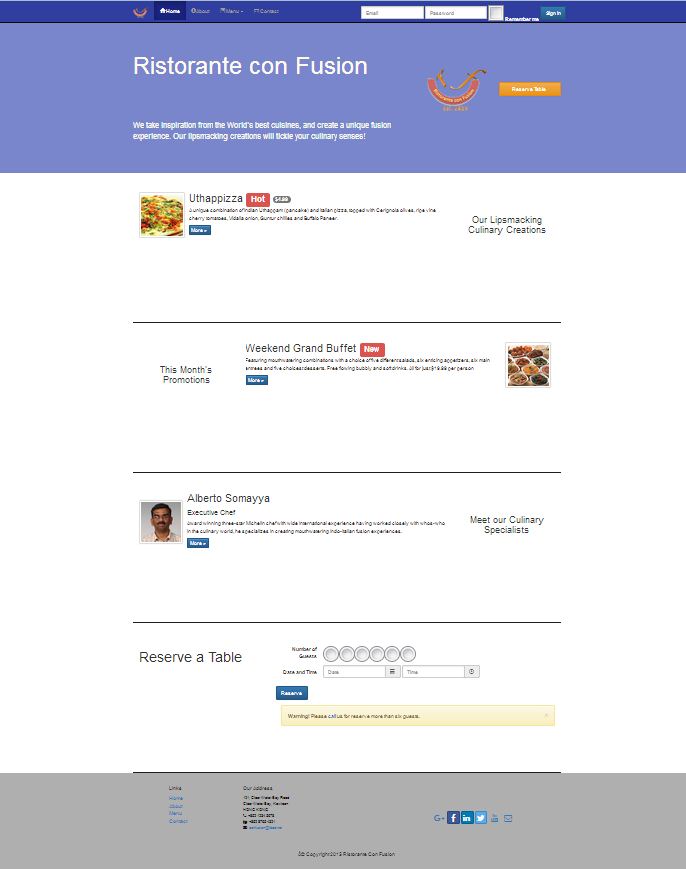 Home About Menu Contact Email Password Remember me Sign in
Ristorante con Fusion
Ristorante con Fusion
Reserve Table
We take inspiration from the World's best cuisines, and create a unique fusion
experience. Our lipsmacking creations will tickle your culinary senses!
Uthappizza Hot $4.99
A unique combination of Indian Uthappam (pancake) and Italian pizza, topped with Cerignola olives, ripe vine
cherry tomatoes, Vidalia onion, Guntur chillies and Buffalo Paneer.
More »
Our Lipsmacking
Culinary Creations
This Month's
Promotions
Weekend Grand Buffet New
Featuring mouthwatering combinations with a choice of five different salads, six enticing appetizers, six main
entrees and five choicest desserts. Free flowing bubbly and soft drinks. All for just $19.99 per person
More »
Alberto Somayya
Executive Chef
Award winning three-star Michelin chef with wide international experience having worked closely with whos-who
in the culinary world, he specializes in creating mouthwatering Indo-Italian fusion experiences.
More »
Meet our Culinary
Specialists
Reserve a Table
Number of
Guests
Date and Time Date Time
Reserve
Warning! Please call us for reserve more than six guests. ×
Links
Home
About
Menu
Contact
Our Address
121, Clear Water Bay Road
Clear Water Bay, Kowloon
HONG KONG
Copyright 2015 Ristorante Con Fusion